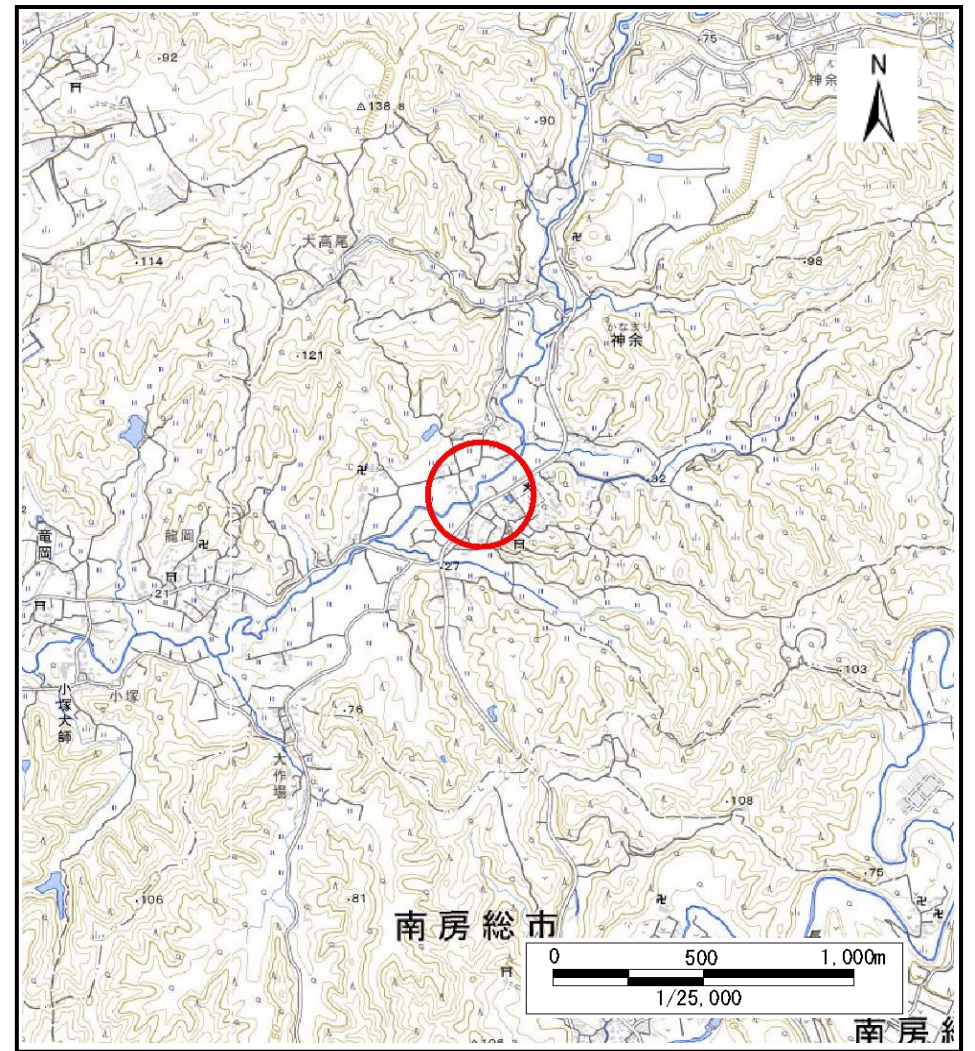 75
92
神余
N
138.8
90
大高尾
114
98
かなまり
神余
121
32
竜岡
龍岡
27
21
103
小塚
小塚大師
76
大作場
108
75
106
81
南房総市
0 500 1,000m
1/25,000
南房